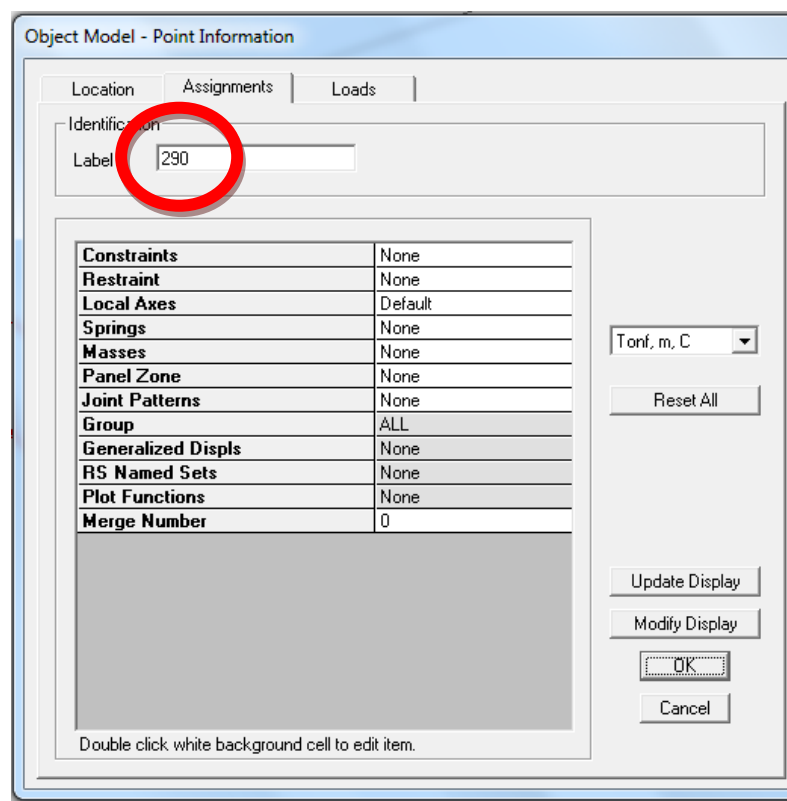 Object Model - Point Information
Location Assignments Loads
Identification
Label 290
Constraints None
Restraint None
Local Axes Default
Springs None
Masses None
Panel Zone None
Joint Patterns None
Group ALL
Generalized Displs None
RS Named Sets None
Plot Functions None
Merge Number 0
Tonf, m, C
Reset All
Update Display
Modify Display
OK
Cancel
Double click white background cell to edit item.